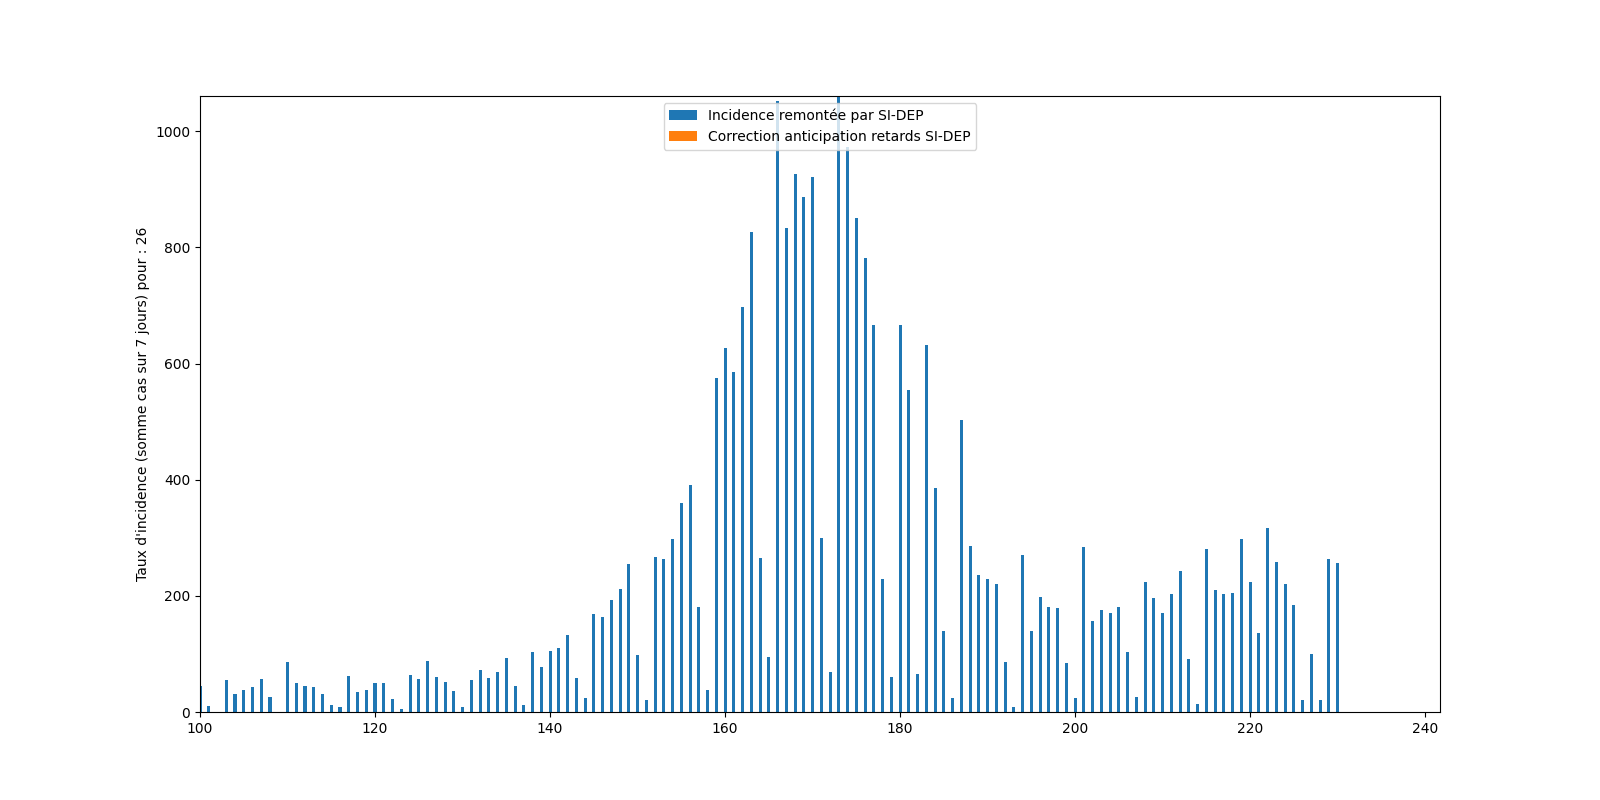 Incidence remontée par SI-DEP
Correction anticipation retards SI-DEP
Taux d'incidence (somme cas sur 7 jours) pour : 26
1000
800
600
400
200
0
100 120 140 160 180 200 220 240